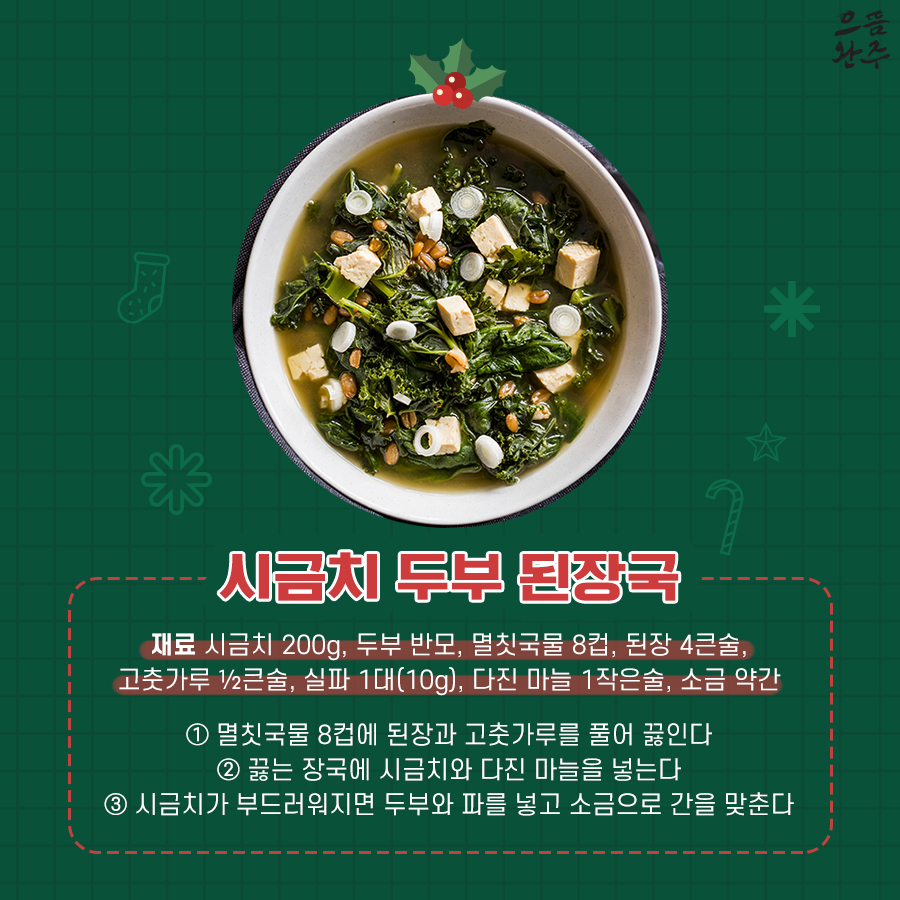 으뜸
완주
시금치 두부 된장국
재료 시금치 200g, 두부 반모, 멸칫국물 8컵, 된장 4큰술,
고춧가루 ½큰술, 실파 1대(10g), 다진 마늘 1작은술, 소금 약간
① 멸칫국물 8컵에 된장과 고춧가루를 풀어 끓인다
② 끓는 장국에 시금치와 다진 마늘을 넣는다
③ 시금치가 부드러워지면 두부와 파를 넣고 소금으로 간을 맞춘다